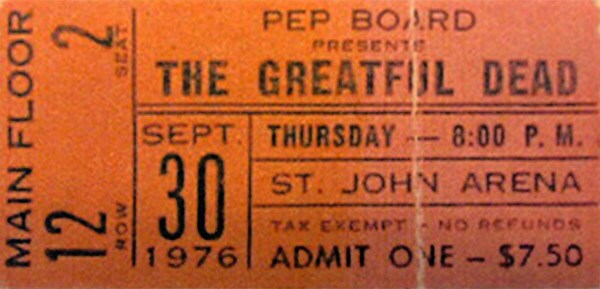 MAIN FLOOR
12 ROW
2 SEAT
PEP BOARD
PRESENTS
THE GREATFUL DEAD
SEPT.
30
1976
THURSDAY — 8:00 P. M.
ST. JOHN ARENA
TAX EXEMPT - NO REFUNDS
ADMIT ONE - $7.50